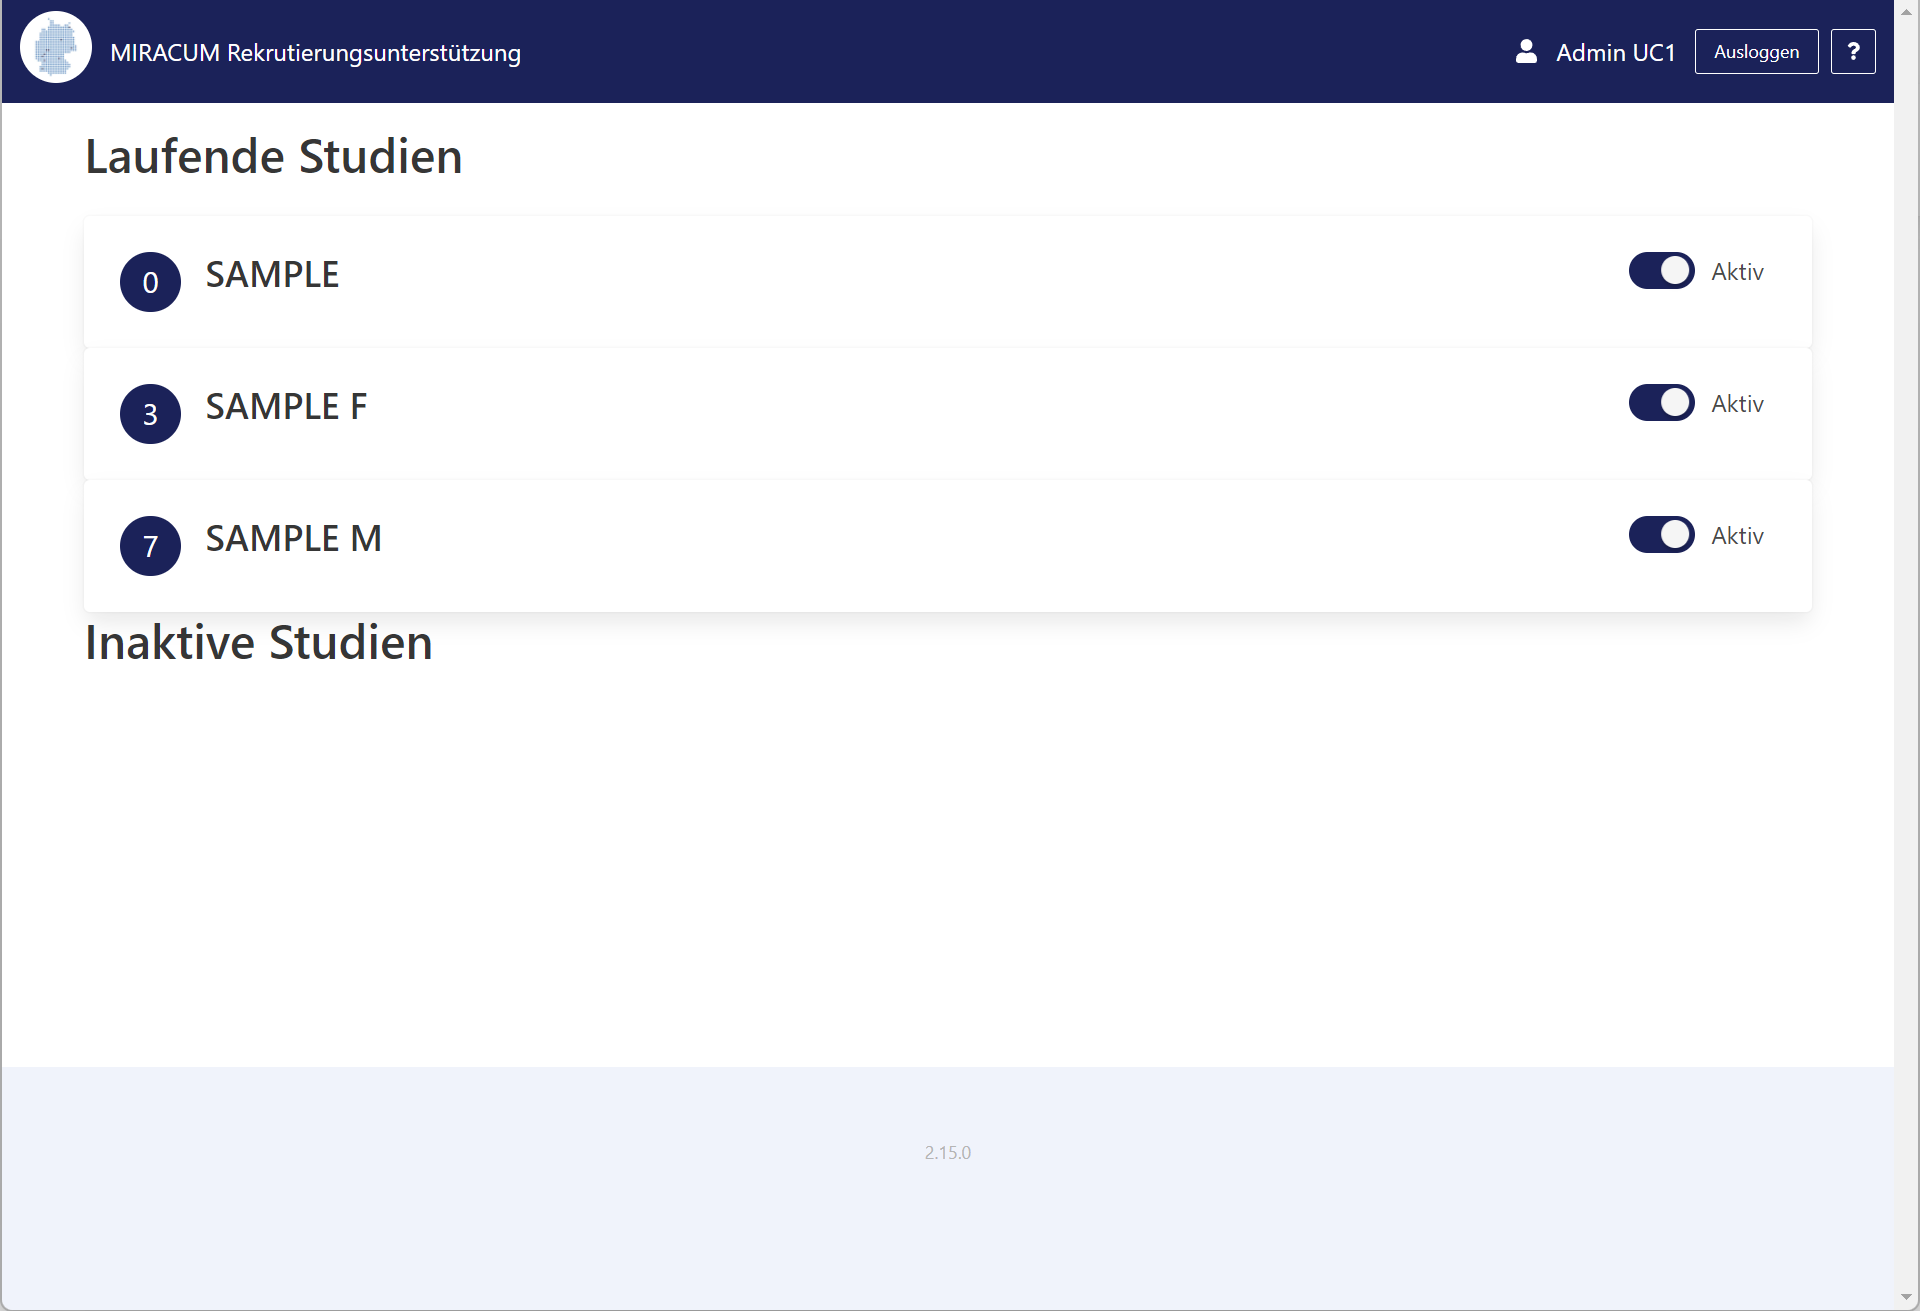 MIRACUM Rekrutierungsunterstützung
Admin UC1
Ausloggen
?
Laufende Studien
0
SAMPLE
Aktiv
3
SAMPLE F
Aktiv
7
SAMPLE M
Aktiv
Inaktive Studien
2.15.0